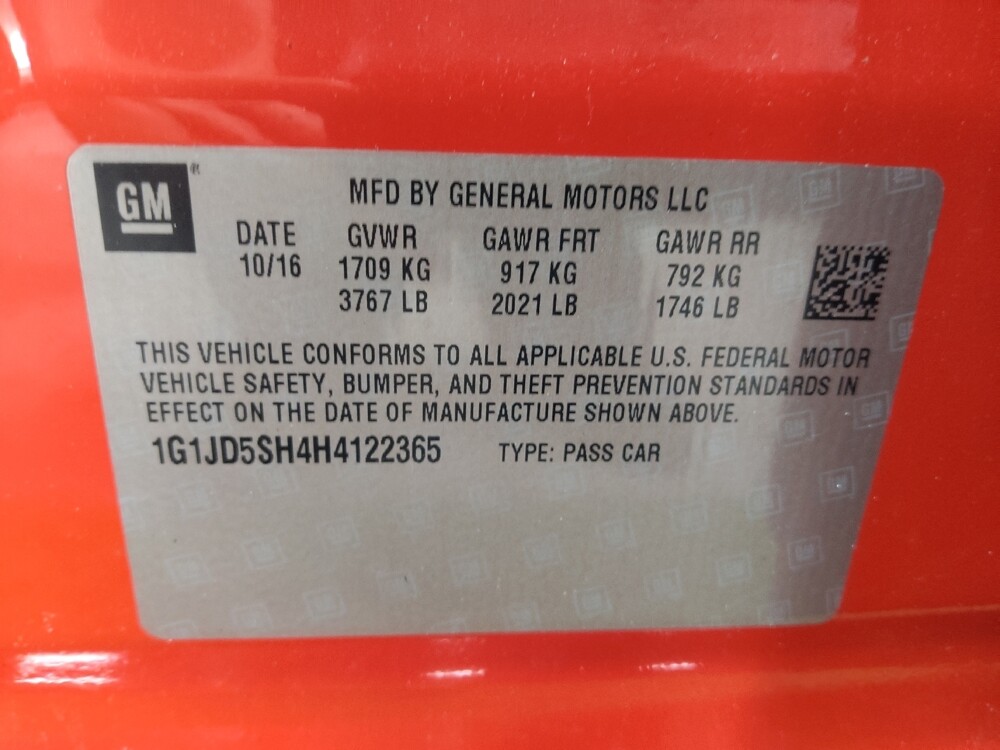 GM ®
MFD BY GENERAL MOTORS LLC
DATE GVWR GAWR FRT GAWR RR
10/16 1709 KG 917 KG 792 KG
3767 LB 2021 LB 1746 LB
THIS VEHICLE CONFORMS TO ALL APPLICABLE U.S. FEDERAL MOTOR
VEHICLE SAFETY, BUMPER, AND THEFT PREVENTION STANDARDS IN
EFFECT ON THE DATE OF MANUFACTURE SHOWN ABOVE.
1G1JD5SH4H4122365 TYPE: PASS CAR